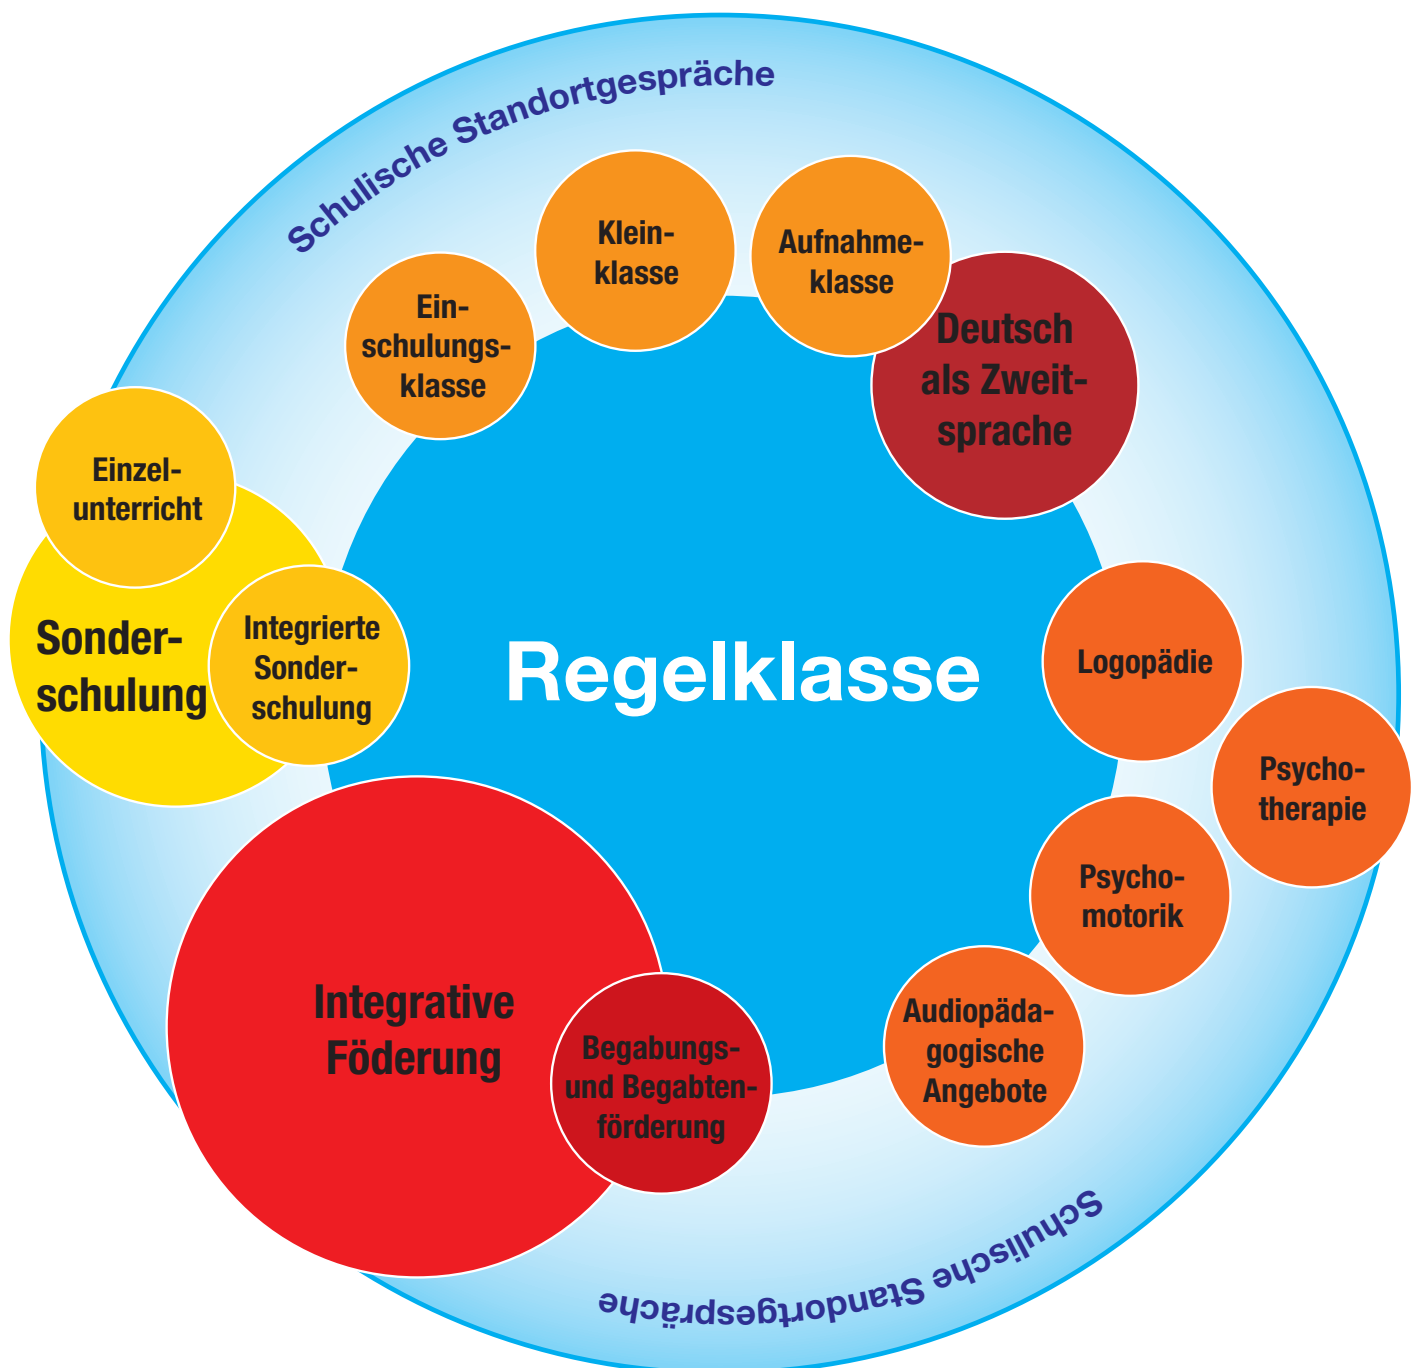 Schulische Standortgespräche
Klein-
klasse
Aufnahme-
klasse
Ein-
schulungs-
klasse
Deutsch
als Zweit-
sprache
Einzel-
unterricht
Sonder-
schulung
Integrierte
Sonder-
schulung
Regelklasse
Logopädie
Psycho-
therapie
Psycho-
motorik
Integrative
Föderung
Begabungs-
und Begabten-
förderung
Audiopäda-
gogische
Angebote
Schulische Standortgespräche